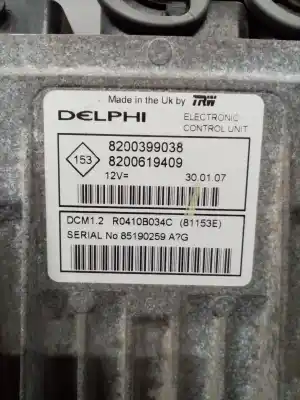 Made in the Uk by TRW
DELPHI ELECTRONIC
CONTROL UNIT
8200399038
153
8200619409
12V= 30.01.07
DCM1.2 R0410B034C (81153E)
SERIAL No 85190259 A?G